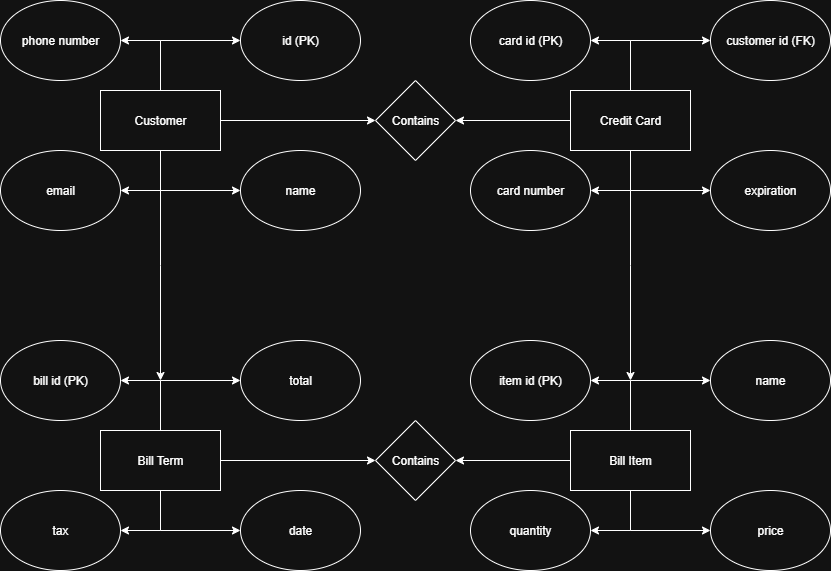 phone number
id (PK)
card id (PK)
customer id (FK)
Customer
Contains
Credit Card
email
name
card number
expiration
bill id (PK)
total
item id (PK)
name
Bill Term
Contains
Bill Item
tax
date
quantity
price